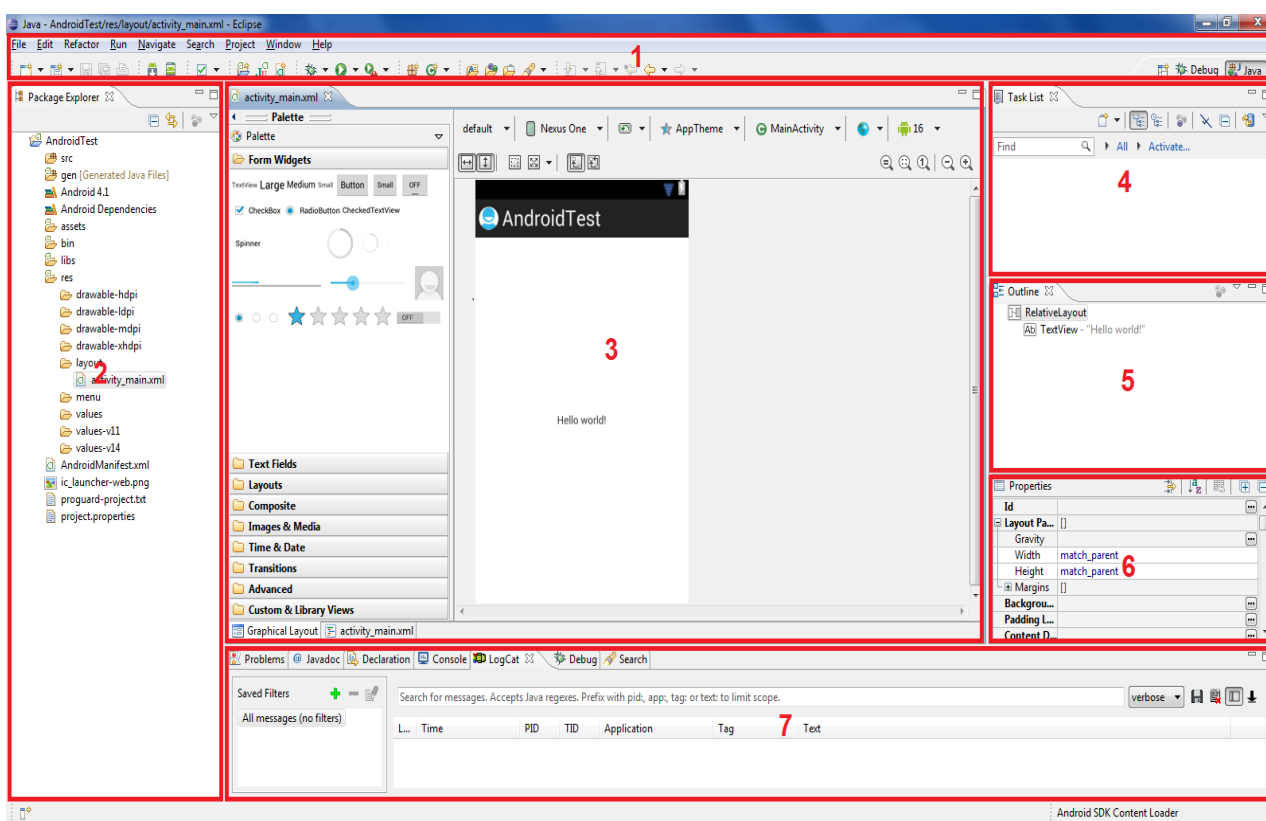 Java - AndroidTest/res/layout/activity_main.xml - Eclipse
File Edit Refactor Run Navigate Search Project Window Help
1
Debug Java
Package Explorer
AndroidTest
src
gen [Generated Java Files]
Android 4.1
Android Dependencies
assets
bin
libs
res
drawable-hdpi
drawable-ldpi
drawable-mdpi
drawable-xhdpi
layout
2
activity_main.xml
menu
values
values-v11
values-v14
AndroidManifest.xml
ic_launcher-web.png
proguard-project.txt
project.properties
activity_main.xml
Palette
Palette
Form Widgets
TextView Large Medium Small Button Small OFF
CheckBox RadioButton CheckedTextView
Spinner
OFF
Text Fields
Layouts
Composite
Images & Media
Time & Date
Transitions
Advanced
Custom & Library Views
Graphical Layout activity_main.xml
default Nexus One AppTheme MainActivity 16
AndroidTest
3
Hello world!
Task List
Find All Activate...
4
Outline
RelativeLayout
Ab TextView - "Hello world!"
5
Properties
Id
Layout Pa... []
Gravity
Width match_parent
Height match_parent
6
Margins []
Backgrou...
Padding L...
Content D...
Problems @ Javadoc Declaration Console LogCat Debug Search
Saved Filters
All messages (no filters)
Search for messages. Accepts Java regexes. Prefix with pid:, app:, tag: or text: to limit scope.
verbose
L... Time PID TID Application Tag Text
7
Android SDK Content Loader